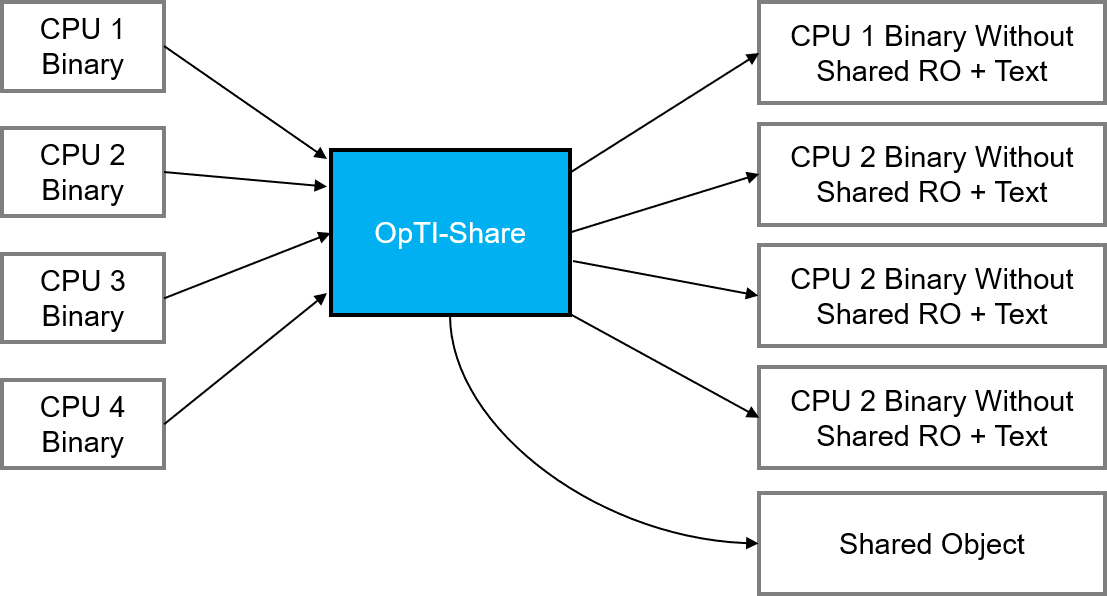 CPU 1
Binary
CPU 2
Binary
CPU 3
Binary
CPU 4
Binary
OpTI-Share
CPU 1 Binary Without
Shared RO + Text
CPU 2 Binary Without
Shared RO + Text
CPU 2 Binary Without
Shared RO + Text
CPU 2 Binary Without
Shared RO + Text
Shared Object